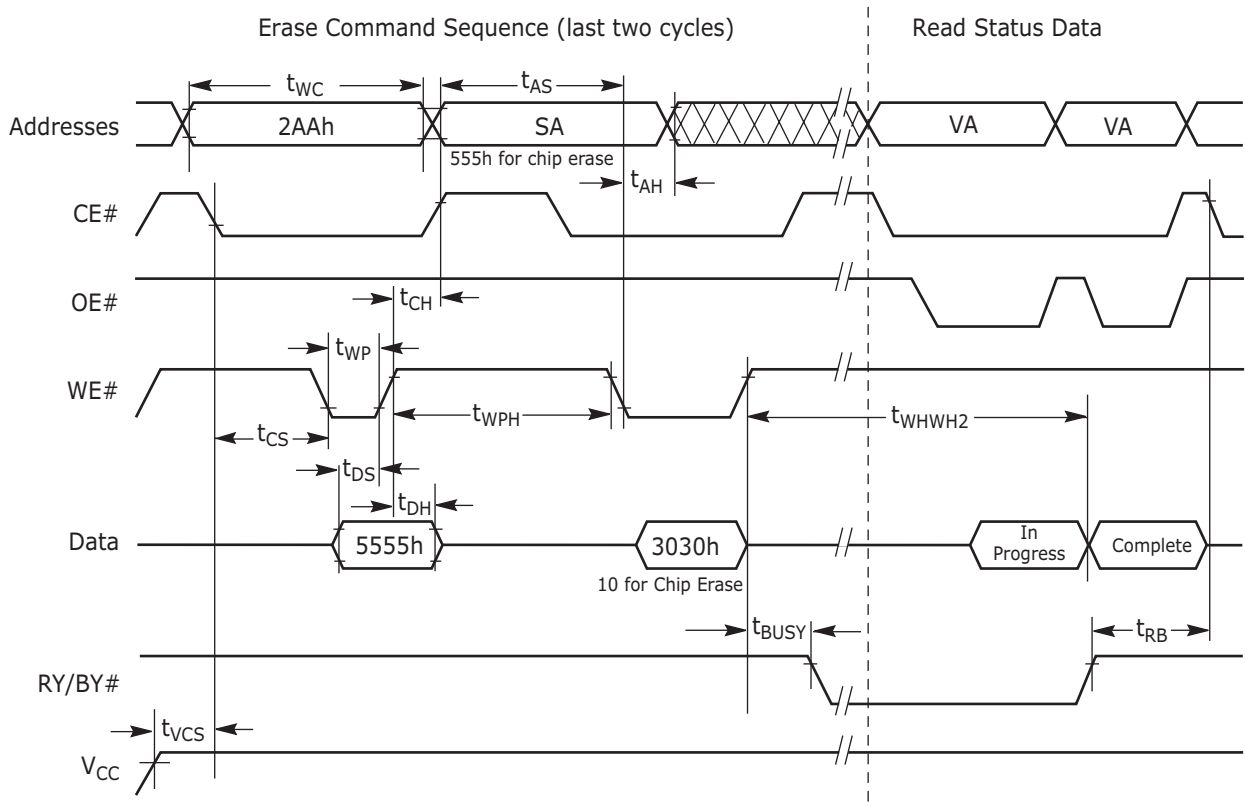 Erase Command Sequence (last two cycles)
Read Status Data
tWC
tAS
Addresses
2AAh
SA
VA
VA
555h for chip erase
tAH
CE#
OE#
tCH
tWP
WE#
tWPH
tWHWH2
tCS
tDS
tDH
Data
5555h
3030h
In
Progress
Complete
10 for Chip Erase
tBUSY
tRB
RY/BY#
tVCS
VCC